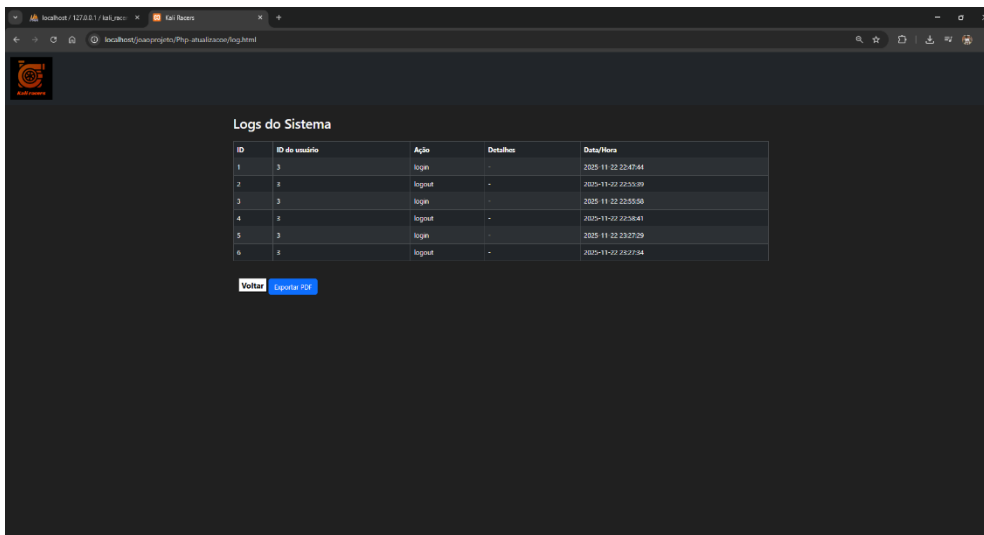 localhost / 127.0.0.1 / kali_racer
Kali Racers
localhost/joaoprojeto/Php-atualizacoe/log.html
Kali racers
Logs do Sistema
ID ID do usuário Ação Detalhes Data/Hora
1 3 login - 2025-11-22 22:47:44
2 3 logout - 2025-11-22 22:55:39
3 3 login - 2025-11-22 22:55:58
4 3 logout - 2025-11-22 22:58:41
5 3 login - 2025-11-22 23:27:29
6 3 logout - 2025-11-22 23:27:34
Voltar Exportar PDF